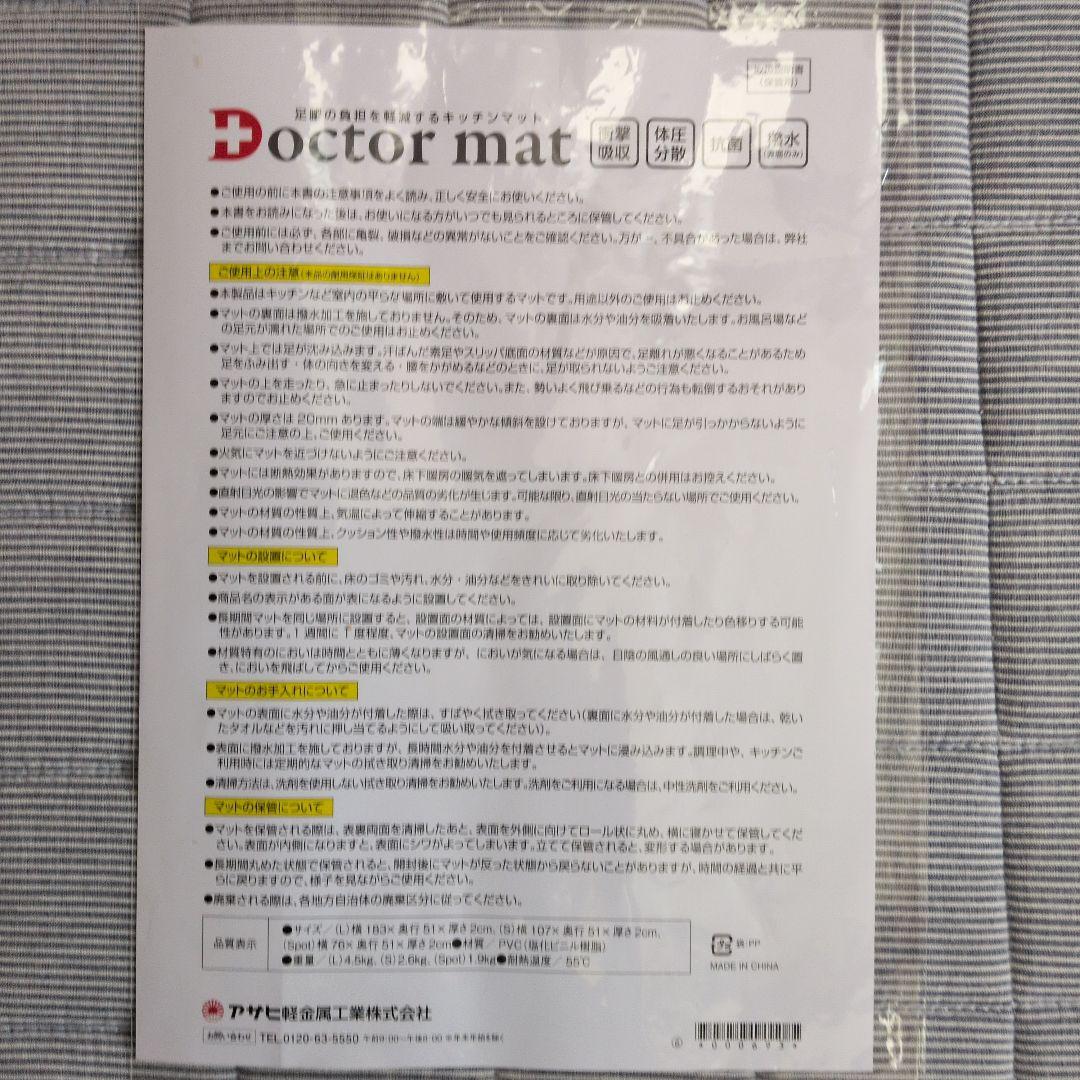 取扱説明書
(保管用)
足腰の負担を軽減するキッチンマット
Doctor mat
衝撃吸収
体圧分散
抗菌
撥水(表面のみ)
●ご使用の前に本書の注意事項をよく読み、正しく安全にお使いください。
●本書をお読みになった後は、お使いになる方がいつでも見られるところに保管してください。
●ご使用前には必ず、各部に亀裂、破損などの異常がないことをご確認ください。万が一、不具合があった場合は、弊社
までお問い合わせください。
ご使用上の注意(本品の耐用保証はありません)
●本製品はキッチンなど室内の平らな場所に敷いて使用するマットです。用途以外のご使用はお止めください。
●マットの裏面は撥水加工を施しておりません。そのため、マットの裏面は水分や油分を吸着いたします。お風呂場など
の足元が濡れた場所でのご使用はお止めください。
●マット上では足が沈み込みます。汗ばんだ素足やスリッパ底面の材質などが原因で、足離れが悪くなることがあるため
足をふみ出す・体の向きを変える・腰をかがめるなどのときに、足が取られないようご注意ください。
●マットの上を走ったり、急に止まったりしないでください。また、勢いよく飛び乗るなどの行為も転倒するおそれがあり
ますのでお止めください。
●マットの厚さは20mmあります。マットの端は緩やかな傾斜を設けておりますが、マットに足が引っかからないように
足元にご注意の上、ご使用ください。
●火気にマットを近づけないようにご注意ください。
●マットには断熱効果がありますので、床下暖房の暖気を遮ってしまいます。床下暖房との併用はお控えください。
●直射日光の影響でマットに退色などの品質の劣化が生じます。可能な限り、直射日光の当たらない場所でご使用ください。
●マットの材質の性質上、気温によって伸縮することがあります。
●マットの材質の性質上、クッション性や撥水性は時間や使用頻度に応じて劣化いたします。
マットの設置について
●マットを設置される前に、床のゴミや汚れ、水分・油分などをきれいに取り除いてください。
●商品名の表示がある面が表になるように設置してください。
●長期間マットを同じ場所に設置すると、設置面の材質によっては、設置面にマットの材料が付着したり色移りする可能
性があります。1週間に1度程度、マットの設置面の清掃をお勧めいたします。
●材質特有のにおいは時間とともに薄くなりますが、においが気になる場合は、日陰の風通しの良い場所にしばらく置
き、においを飛ばしてからご使用ください。
マットのお手入れについて
●マットの表面に水分や油分が付着した際は、すばやく拭き取ってください(裏面に水分や油分が付着した場合は、乾い
たタオルなどを汚れに押し当てるようにして吸い取ってください)。
●表面に撥水加工を施しておりますが、長時間水分や油分を付着させるとマットに浸み込みます。調理中や、キッチンご
利用時には定期的なマットの拭き取り清掃をお勧めいたします。
●清掃方法は、洗剤を使用しない拭き取り清掃をお勧めいたします。洗剤をご利用になる場合は、中性洗剤をご利用ください。
マットの保管について
●マットを保管される際は、表裏両面を清掃したあと、表面を外側に向けてロール状に丸め、横に寝かせて保管してくだ
さい。表面が内側になりますと、表面にシワがよってしまいます。立てて保管されると、変形する場合があります。
●長期間丸めた状態で保管されると、開封後にマットが反った状態から戻らないことがありますが、時間の経過と共に平
らに戻りますので、様子を見ながらご使用ください。
●廃棄される際は、各地方自治体の廃棄区分に従ってください。
品質表示
●サイズ/(L)横183×奥行51×厚さ2cm、(S)横107×奥行51×厚さ2cm、
(Spot)横76×奥行51×厚さ2cm●材質/PVC(塩化ビニル樹脂)
●重量/(L)4.5kg、(S)2.6kg、(Spot)1.9kg●耐熱温度/55℃
プラ 袋:PP
MADE IN CHINA
アサヒ軽金属工業株式会社
お問い合わせ TEL.0120-63-5550 午前9:00〜午後8:00 ※年末年始を除く
⑥
*000693*